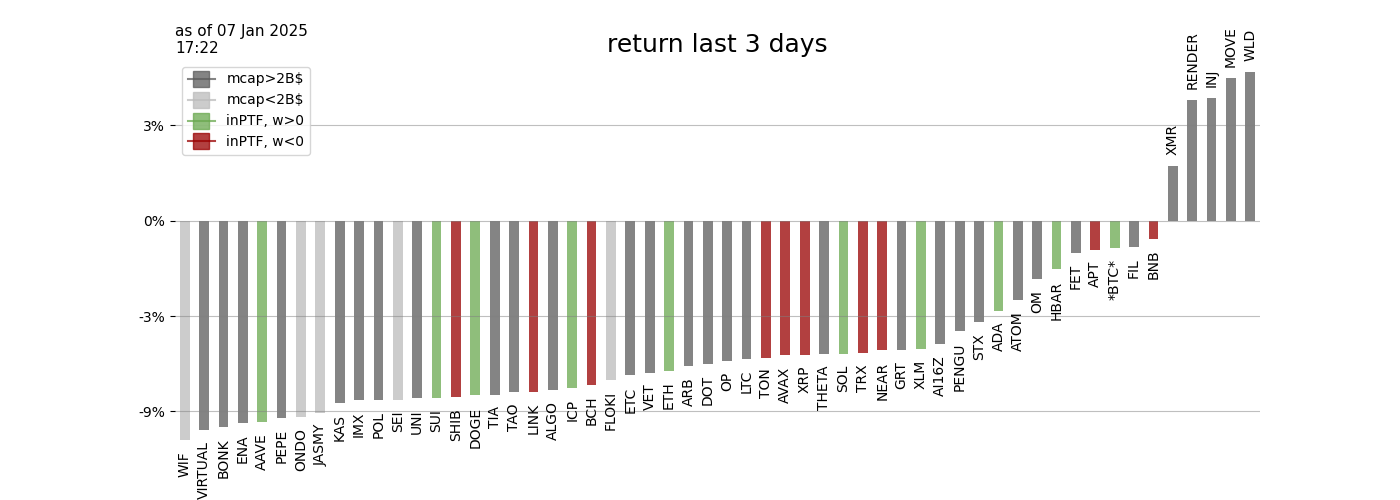 as of 07 Jan 2025
17:22
return last 3 days
mcap>2B$
mcap<2B$
inPTF, w>0
inPTF, w<0
3%
0%
-3%
-9%
WIF
VIRTUAL
BONK
ENA
AAVE
PEPE
ONDO
JASMY
KAS
IMX
POL
SEI
UNI
SUI
SHIB
DOGE
TIA
TAO
LINK
ALGO
ICP
BCH
FLOKI
ETC
VET
ETH
ARB
DOT
OP
LTC
TON
AVAX
XRP
THETA
SOL
TRX
NEAR
GRT
XLM
AI16Z
PENGU
STX
ADA
ATOM
OM
HBAR
FET
APT
*BTC*
FIL
BNB
XMR
RENDER
INJ
MOVE
WLD